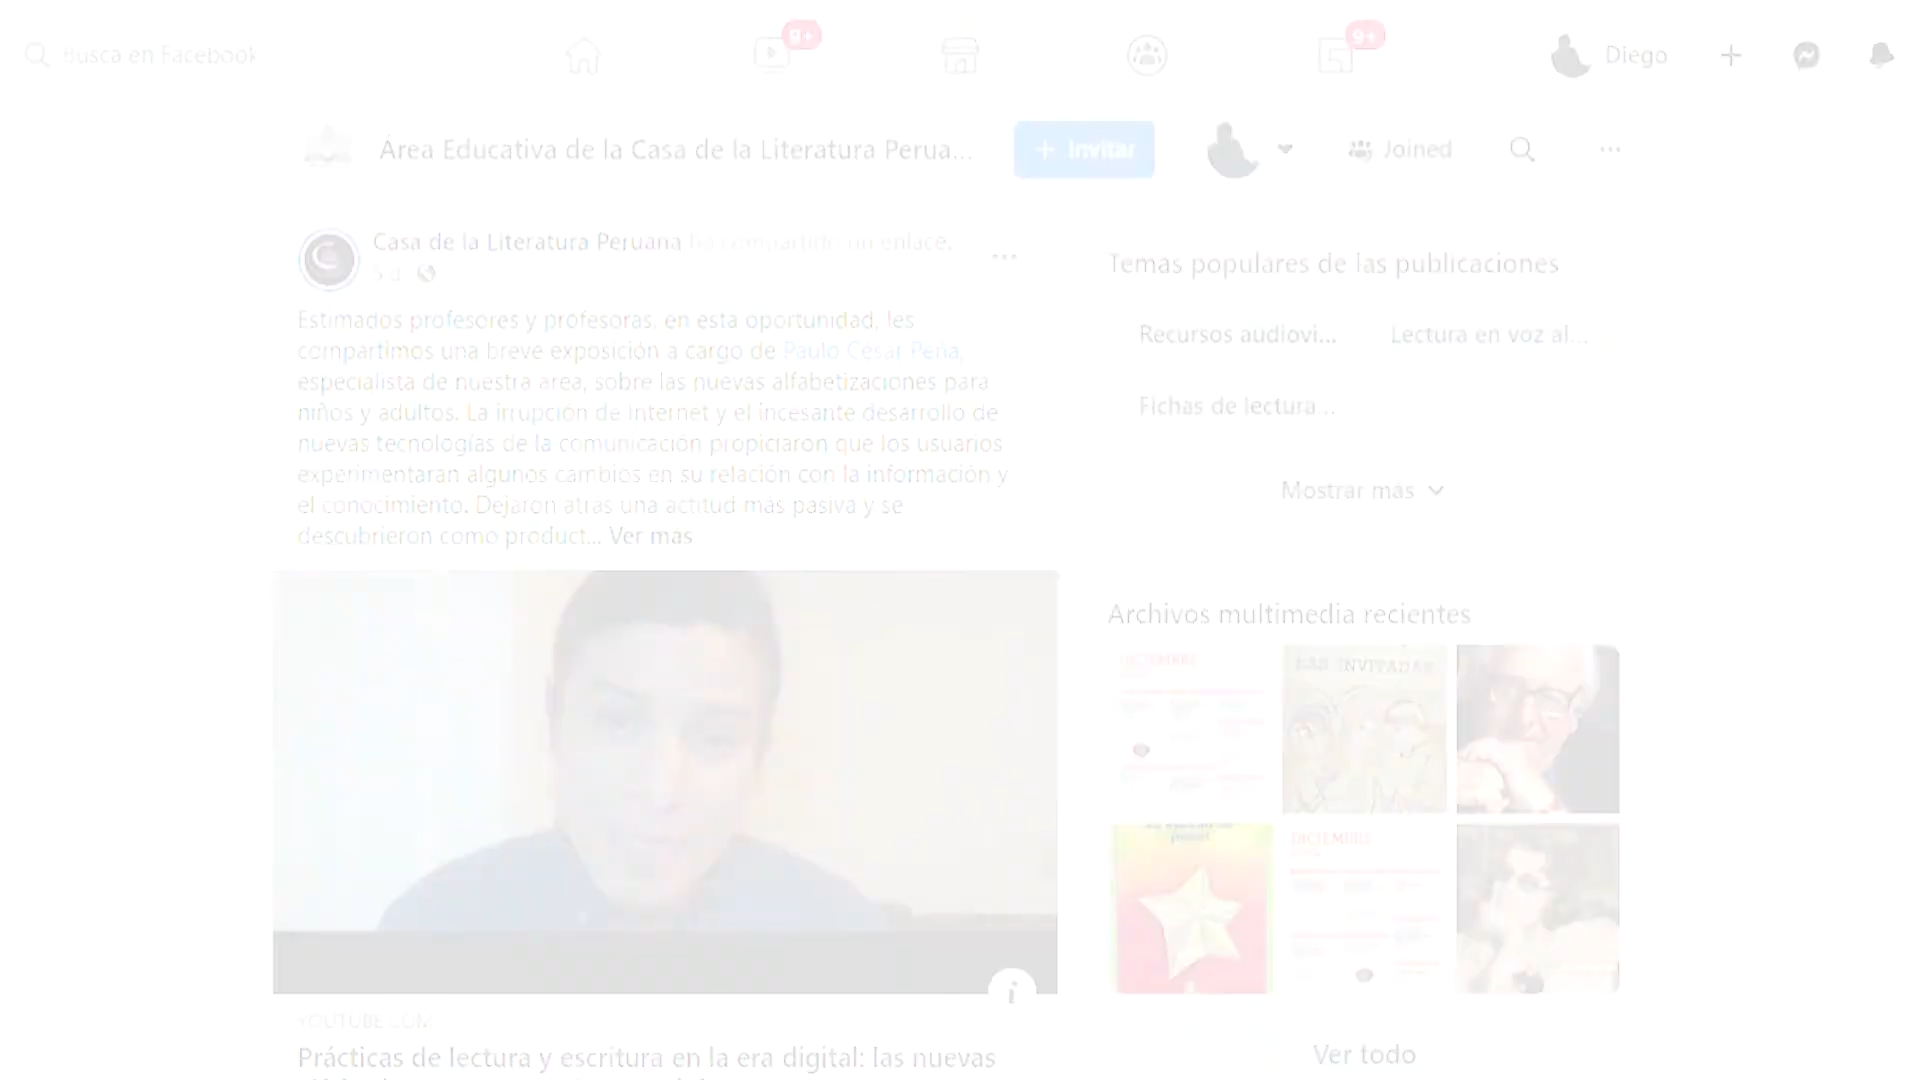 Busca en Facebook
9+
9+
Diego
Área Educativa de la Casa de la Literatura Perua...
+ Invitar
Joined
Casa de la Literatura Peruana ha compartido un enlace.
5 d
Estimados profesores y profesoras, en esta oportunidad, les
compartimos una breve exposición a cargo de Paulo César Peña,
especialista de nuestra área, sobre las nuevas alfabetizaciones para
niños y adultos. La irrupción de internet y el incesante desarrollo de
nuevas tecnologías de la comunicación propiciaron que los usuarios
experimentaran algunos cambios en su relación con la información y
el conocimiento. Dejaron atrás una actitud más pasiva y se
descubrieron como product... Ver más
YOUTUBE.COM
Prácticas de lectura y escritura en la era digital: las nuevas
Temas populares de las publicaciones
Recursos audiovi...
Lectura en voz al...
Fichas de lectura...
Mostrar más
Archivos multimedia recientes
DICIEMBRE
LAS INVITADAS
DICIEMBRE
Ver todo